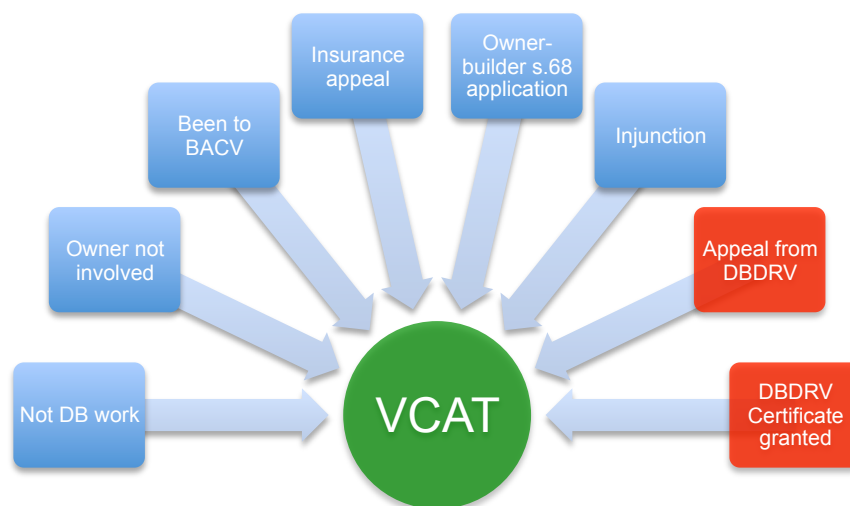 Insurance
appeal
Owner-
builder s.68
application
Been to
BACV
Injunction
Owner not
involved
Appeal from
DBDRV
Not DB work
VCAT
DBDRV
Certificate
granted